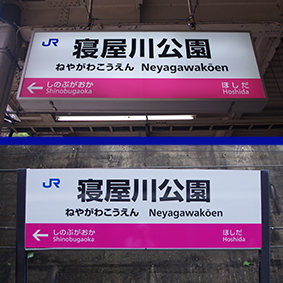 JR 寝屋川公園
ねやがわこうえん Neyagawakōen
← しのぶがおか ほしだ
Shinobugaoka Hoshida
JR 寝屋川公園
ねやがわこうえん Neyagawakōen
← しのぶがおか ほしだ
Shinobugaoka Hoshida